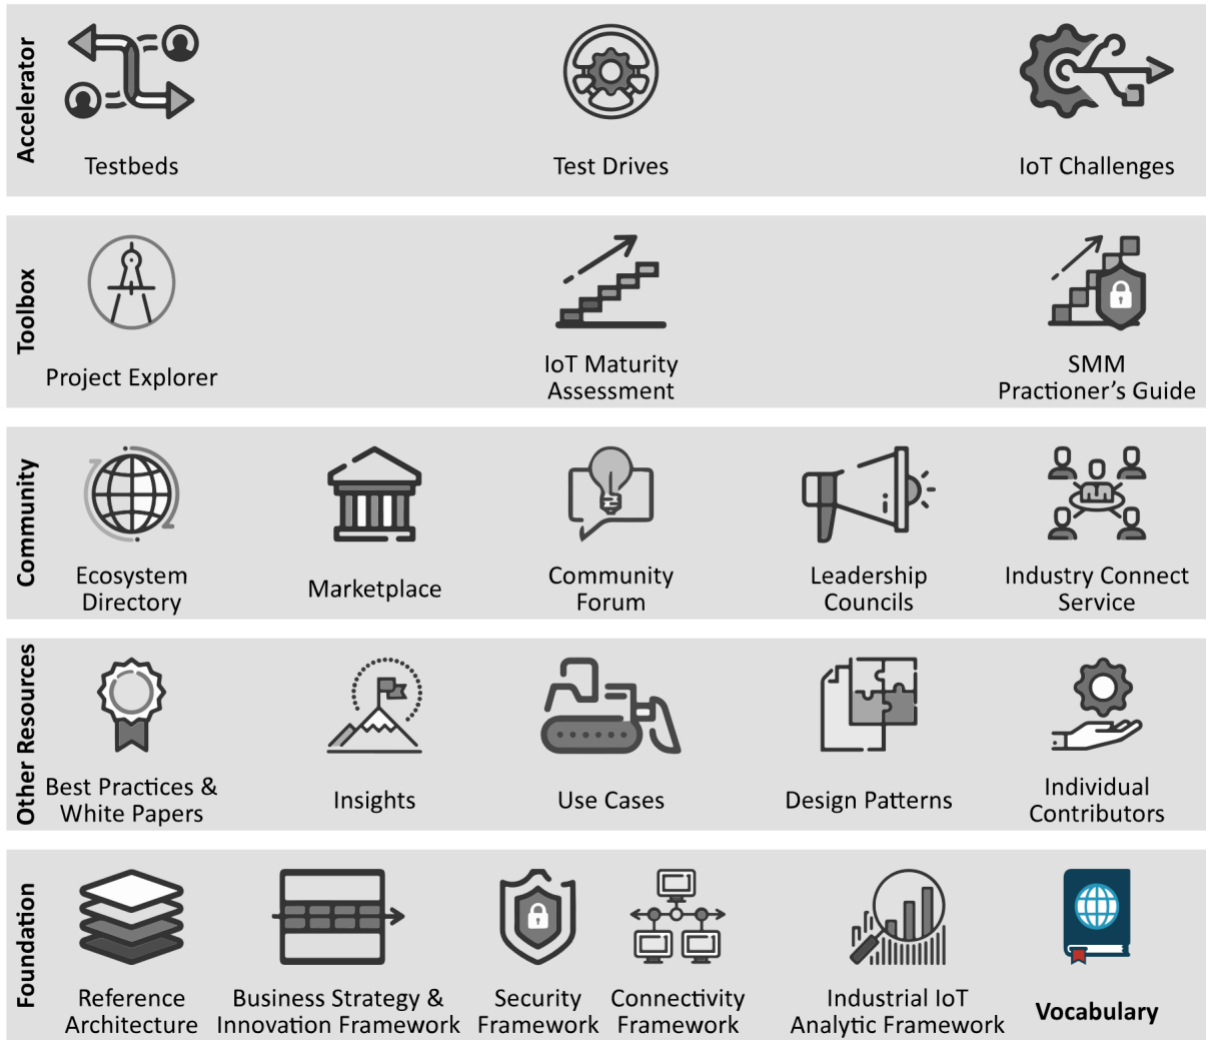 Accelerator
Testbeds
Test Drives
IoT Challenges
Toolbox
Project Explorer
IoT Maturity
Assessment
SMM
Practioner's Guide
Community
Ecosystem
Directory
Marketplace
Community
Forum
Leadership
Councils
Industry Connect
Service
Other Resources
Best Practices &
White Papers
Insights
Use Cases
Design Patterns
Individual
Contributors
Foundation
Reference
Architecture
Business Strategy &
Innovation Framework
Security
Framework
Connectivity
Framework
Industrial IoT
Analytic Framework
Vocabulary